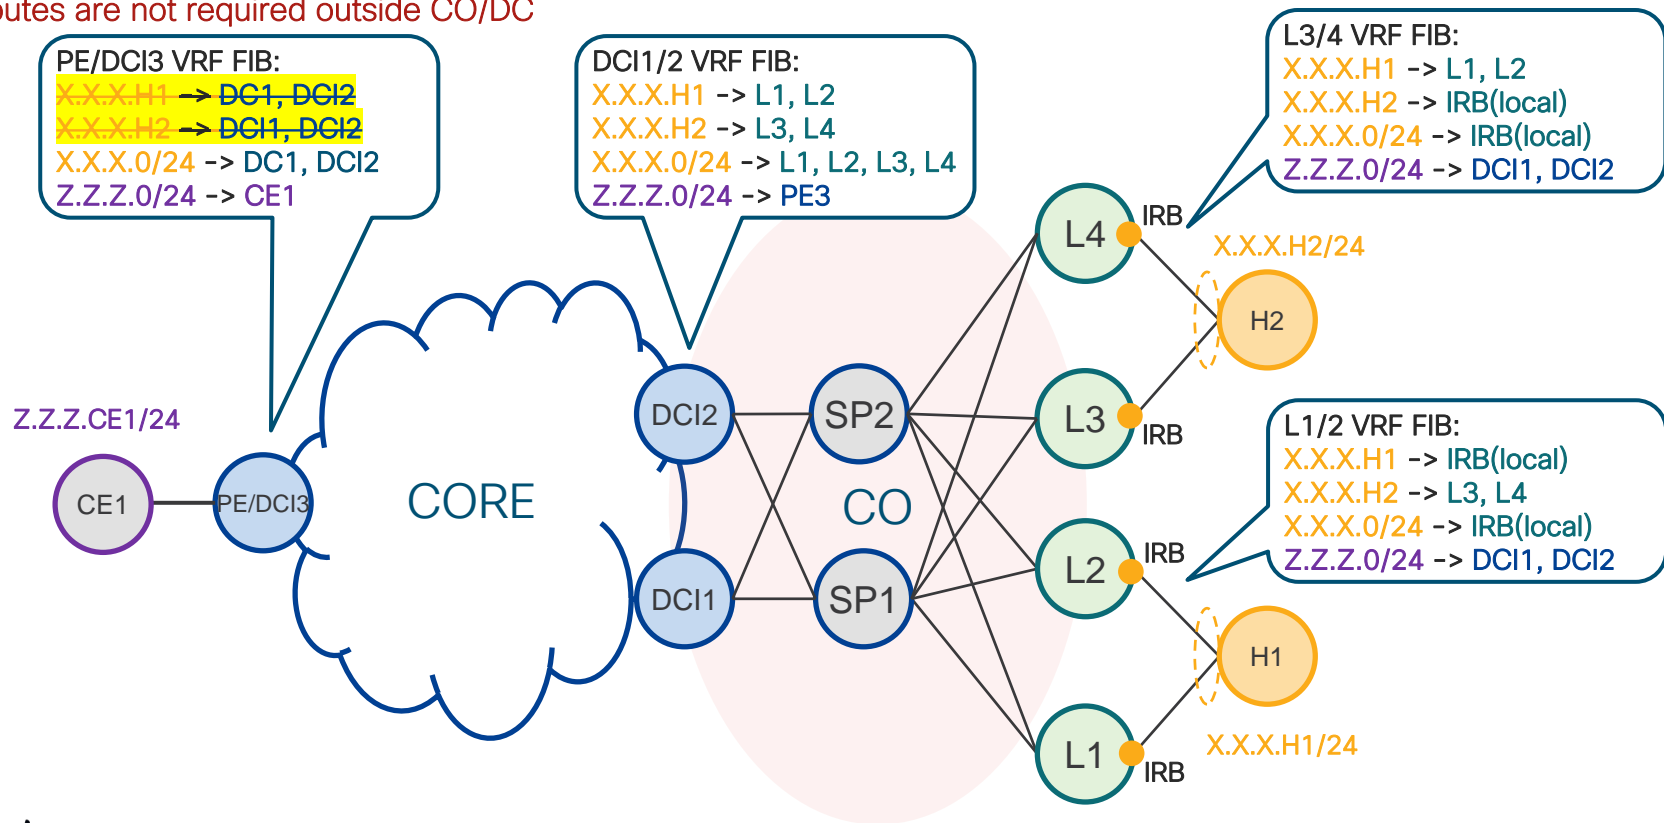 outes are not required outside CO/DC
PE/DCI3 VRF FIB:
X.X.X.H1 -> DC1, DCI2
X.X.X.H2 -> DCI1, DCI2
X.X.X.0/24 -> DC1, DCI2
Z.Z.Z.0/24 -> CE1
DCI1/2 VRF FIB:
X.X.X.H1 -> L1, L2
X.X.X.H2 -> L3, L4
X.X.X.0/24 -> L1, L2, L3, L4
Z.Z.Z.0/24 -> PE3
L3/4 VRF FIB:
X.X.X.H1 -> L1, L2
X.X.X.H2 -> IRB(local)
X.X.X.0/24 -> IRB(local)
Z.Z.Z.0/24 -> DCI1, DCI2
L4
IRB
X.X.X.H2/24
H2
Z.Z.Z.CE1/24
DCI2
SP2
L3
IRB
L1/2 VRF FIB:
X.X.X.H1 -> IRB(local)
X.X.X.H2 -> L3, L4
X.X.X.0/24 -> IRB(local)
Z.Z.Z.0/24 -> DCI1, DCI2
CE1
PE/DCI3
CORE
CO
DCI1
SP1
L2
IRB
H1
X.X.X.H1/24
L1
IRB